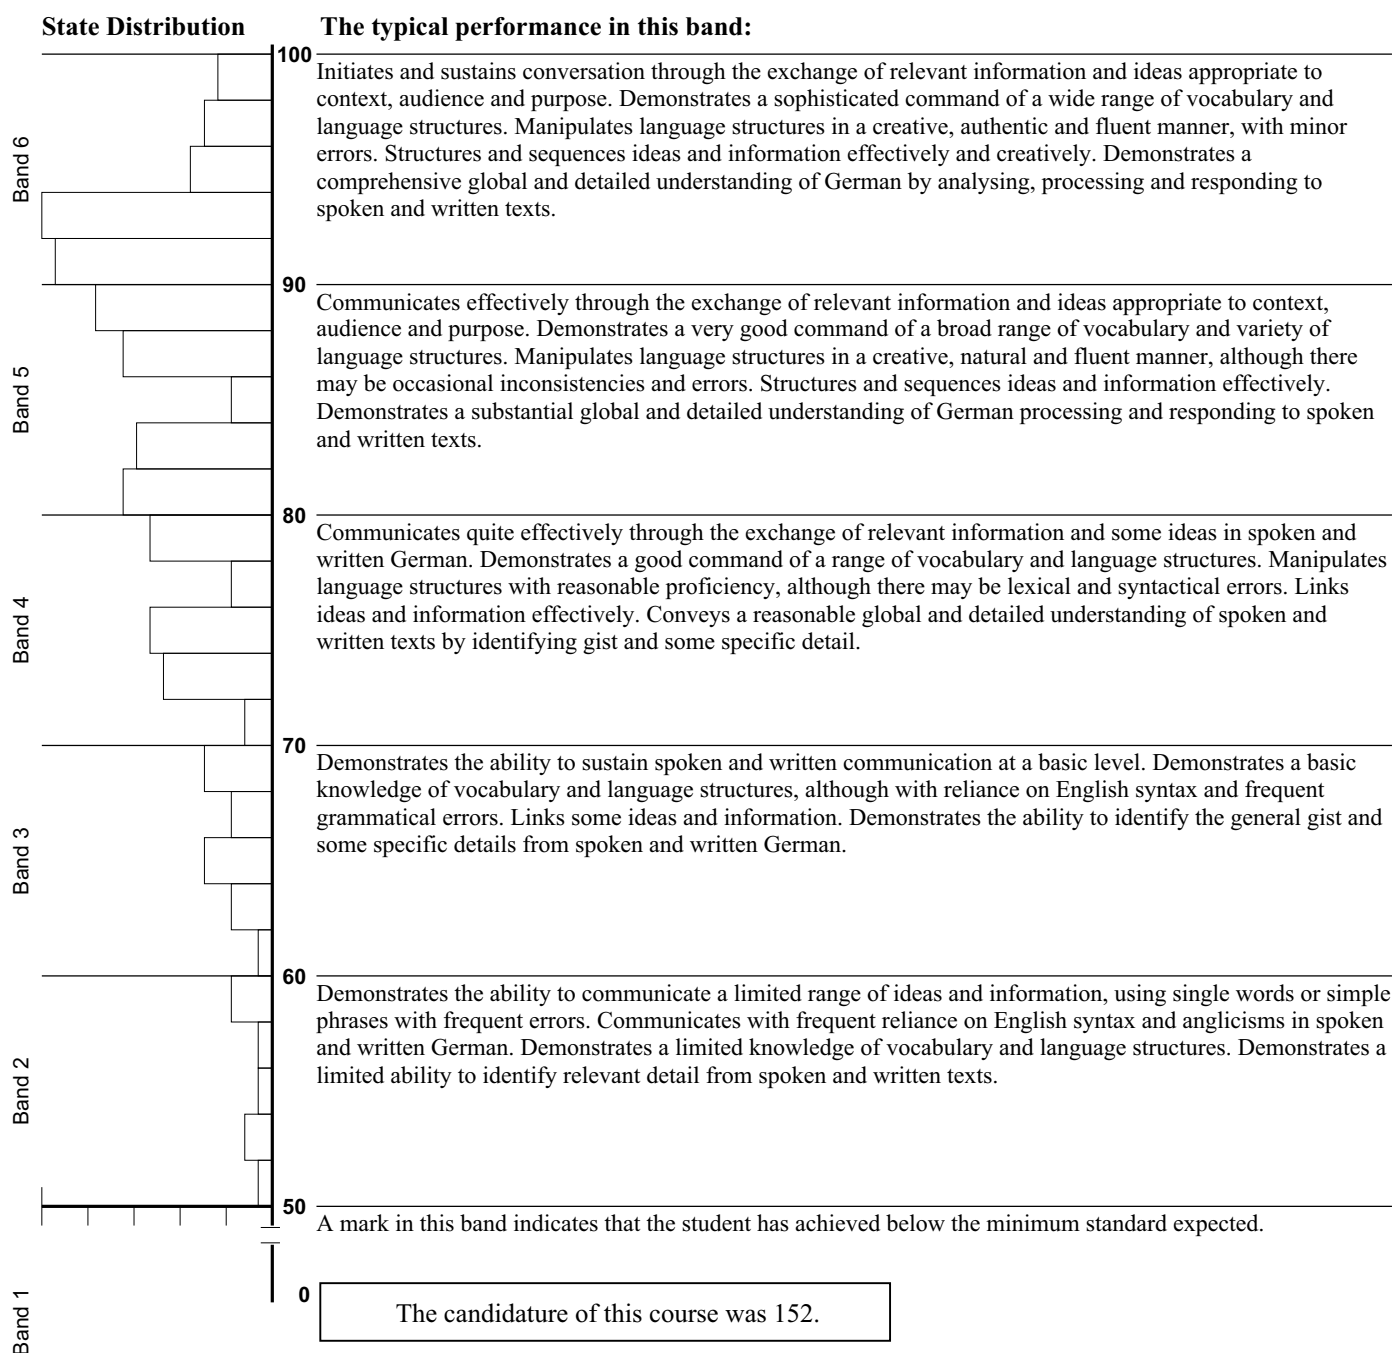 State Distribution
The typical performance in this band:
100
Initiates and sustains conversation through the exchange of relevant information and ideas appropriate to
context, audience and purpose. Demonstrates a sophisticated command of a wide range of vocabulary and
language structures. Manipulates language structures in a creative, authentic and fluent manner, with minor
errors. Structures and sequences ideas and information effectively and creatively. Demonstrates a
comprehensive global and detailed understanding of German by analysing, processing and responding to
spoken and written texts.
Band 6
90
Communicates effectively through the exchange of relevant information and ideas appropriate to context,
audience and purpose. Demonstrates a very good command of a broad range of vocabulary and variety of
language structures. Manipulates language structures in a creative, natural and fluent manner, although there
may be occasional inconsistencies and errors. Structures and sequences ideas and information effectively.
Demonstrates a substantial global and detailed understanding of German processing and responding to spoken
and written texts.
Band 5
80
Communicates quite effectively through the exchange of relevant information and some ideas in spoken and
written German. Demonstrates a good command of a range of vocabulary and language structures. Manipulates
language structures with reasonable proficiency, although there may be lexical and syntactical errors. Links
ideas and information effectively. Conveys a reasonable global and detailed understanding of spoken and
written texts by identifying gist and some specific detail.
Band 4
70
Demonstrates the ability to sustain spoken and written communication at a basic level. Demonstrates a basic
knowledge of vocabulary and language structures, although with reliance on English syntax and frequent
grammatical errors. Links some ideas and information. Demonstrates the ability to identify the general gist and
some specific details from spoken and written German.
Band 3
60
Demonstrates the ability to communicate a limited range of ideas and information, using single words or simple
phrases with frequent errors. Communicates with frequent reliance on English syntax and anglicisms in spoken
and written German. Demonstrates a limited knowledge of vocabulary and language structures. Demonstrates a
limited ability to identify relevant detail from spoken and written texts.
Band 2
50
A mark in this band indicates that the student has achieved below the minimum standard expected.
0
Band 1
The candidature of this course was 152.